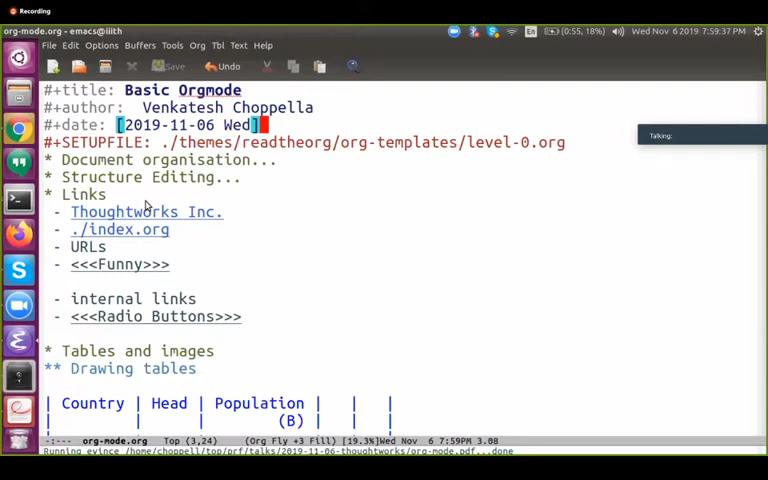 Recording
org-mode.org - emacs@iiith
En
(0:55, 18%)
Wed Nov 6 2019 7:59:37 PM
File Edit Options Buffers Tools Org Tbl Text Help
Save Undo
#+title: Basic Orgmode
#+author: Venkatesh Choppella
#+date: [2019-11-06 Wed]
#+SETUPFILE: ./themes/readtheorg/org-templates/level-0.org
Talking:
* Document organisation...
* Structure Editing...
* Links
- Thoughtworks Inc.
- ./index.org
- URLs
- <<<Funny>>>
- internal links
- <<<Radio Buttons>>>
* Tables and images
** Drawing tables
| Country | Head | Population | | |
| | | (B) | | |
-:--- org-mode.org Top (3,24) (Org Fly +3 Fill) [19.3%]Wed Nov 6 7:59PM 3.08
Running evince /home/choppell/top/prf/talks/2019-11-06-thoughtworks/org-mode.pdf...done